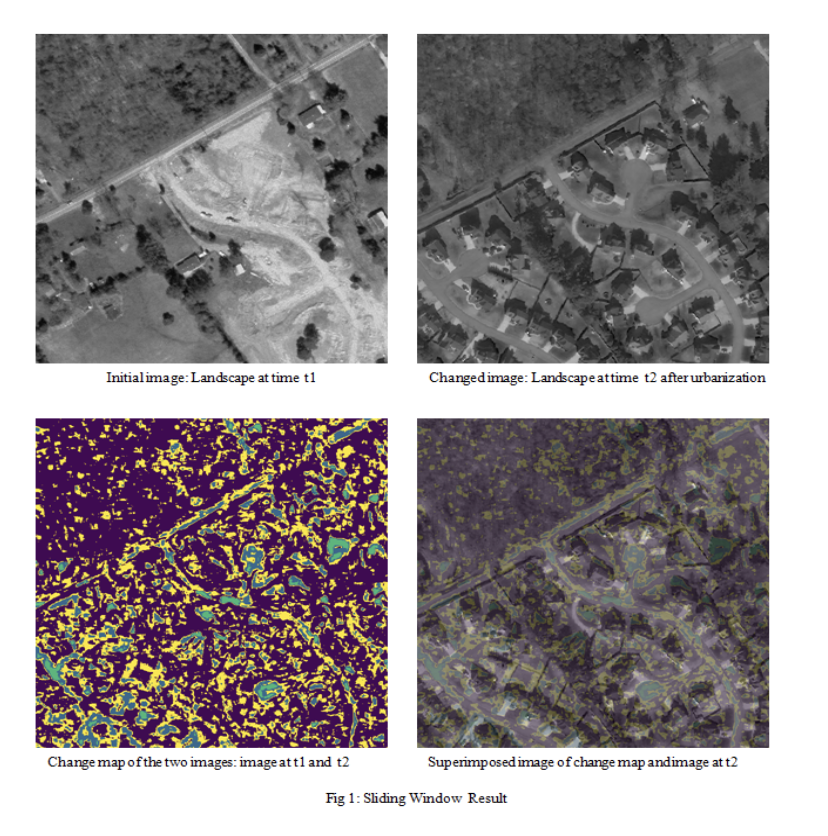 Initial image: Landscape at time t1
Changed image: Landscape at time t2 after urbanization
Change map of the two images: image at t1 and t2
Superimposed image of change map and image at t2
Fig 1: Sliding Window Result